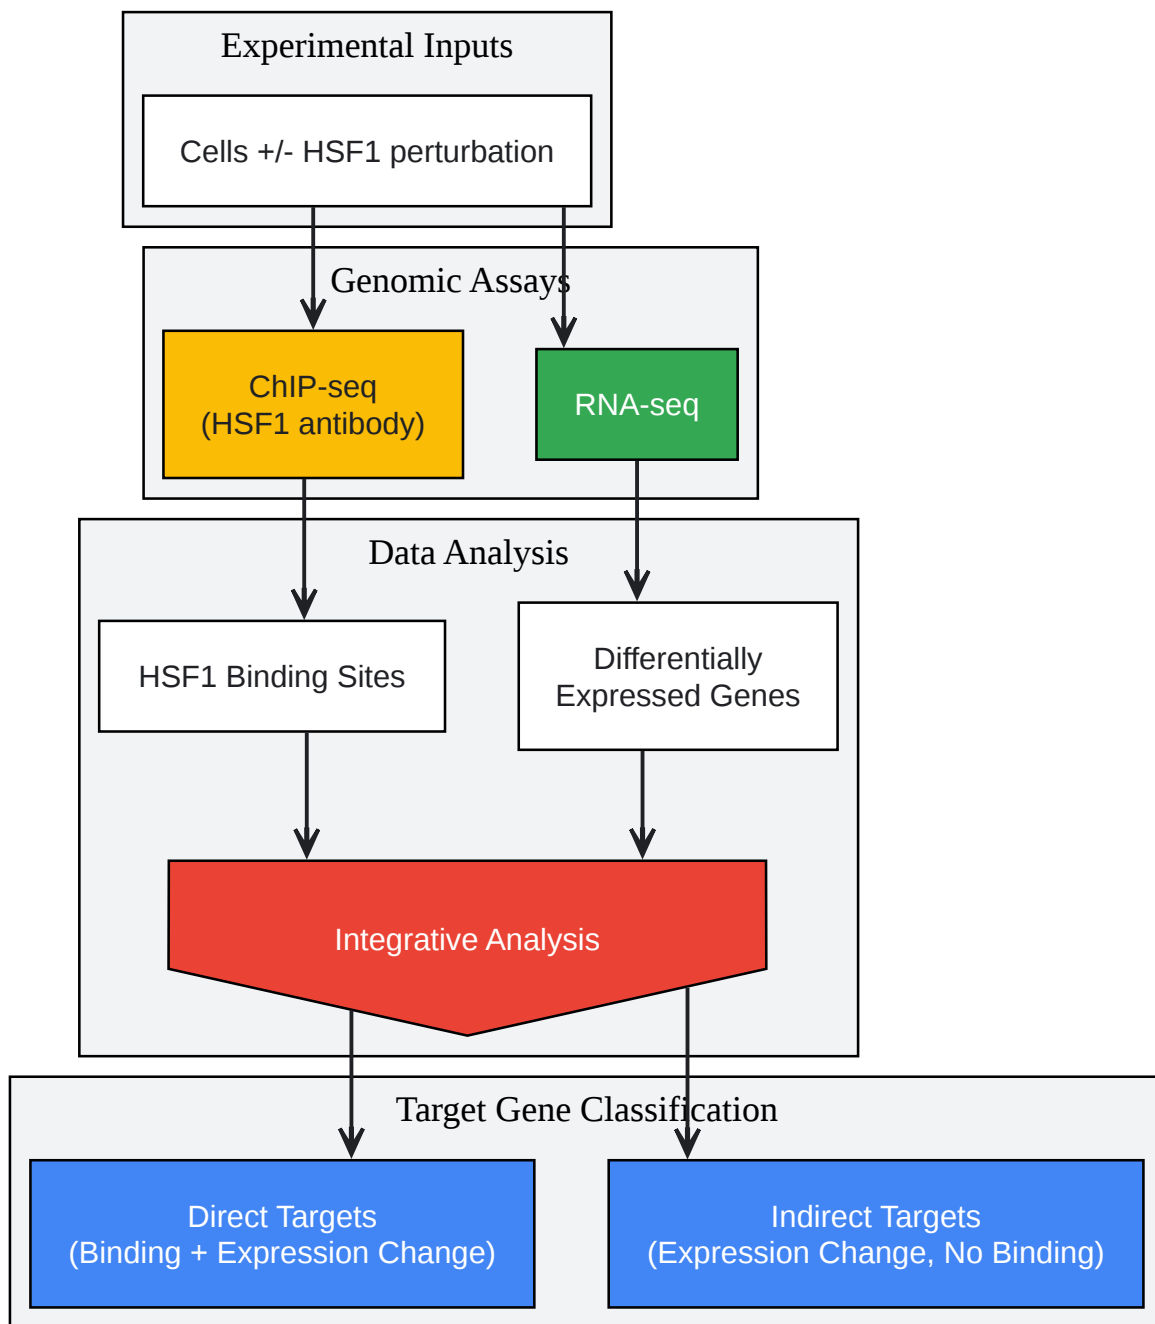 Experimental Inputs
Cells +/- HSF1 perturbation
Genomic Assays
ChIP-seq
(HSF1 antibody)
RNA-seq
Data Analysis
HSF1 Binding Sites
Differentially
Expressed Genes
Integrative Analysis
Target Gene Classification
Direct Targets
(Binding + Expression Change)
Indirect Targets
(Expression Change, No Binding)